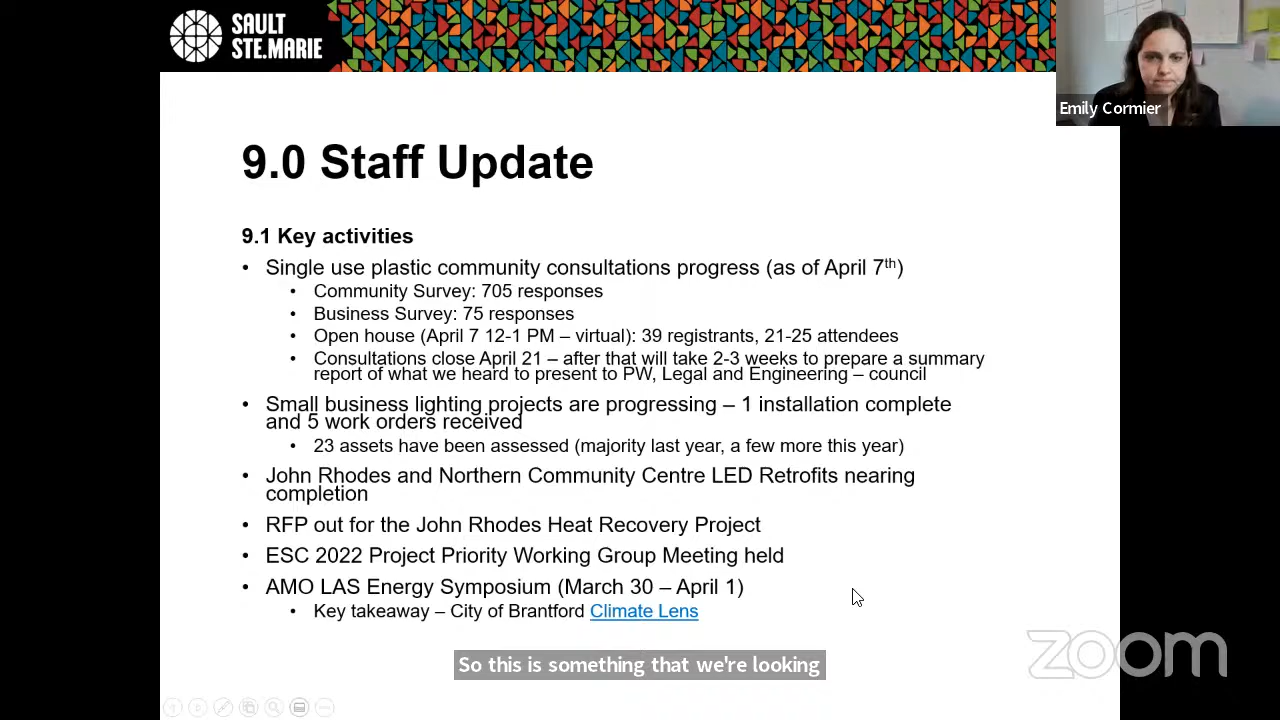 SAULT
STE.MARIE
Emily Cormier
9.0 Staff Update
9.1 Key activities
• Single use plastic community consultations progress (as of April 7th)
• Community Survey: 705 responses
• Business Survey: 75 responses
• Open house (April 7 12-1 PM – virtual): 39 registrants, 21-25 attendees
• Consultations close April 21 – after that will take 2-3 weeks to prepare a summary
report of what we heard to present to PW, Legal and Engineering – council
• Small business lighting projects are progressing – 1 installation complete
and 5 work orders received
• 23 assets have been assessed (majority last year, a few more this year)
• John Rhodes and Northern Community Centre LED Retrofits nearing
completion
• RFP out for the John Rhodes Heat Recovery Project
• ESC 2022 Project Priority Working Group Meeting held
• AMO LAS Energy Symposium (March 30 – April 1)
• Key takeaway – City of Brantford Climate Lens
So this is something that we're looking
zoom